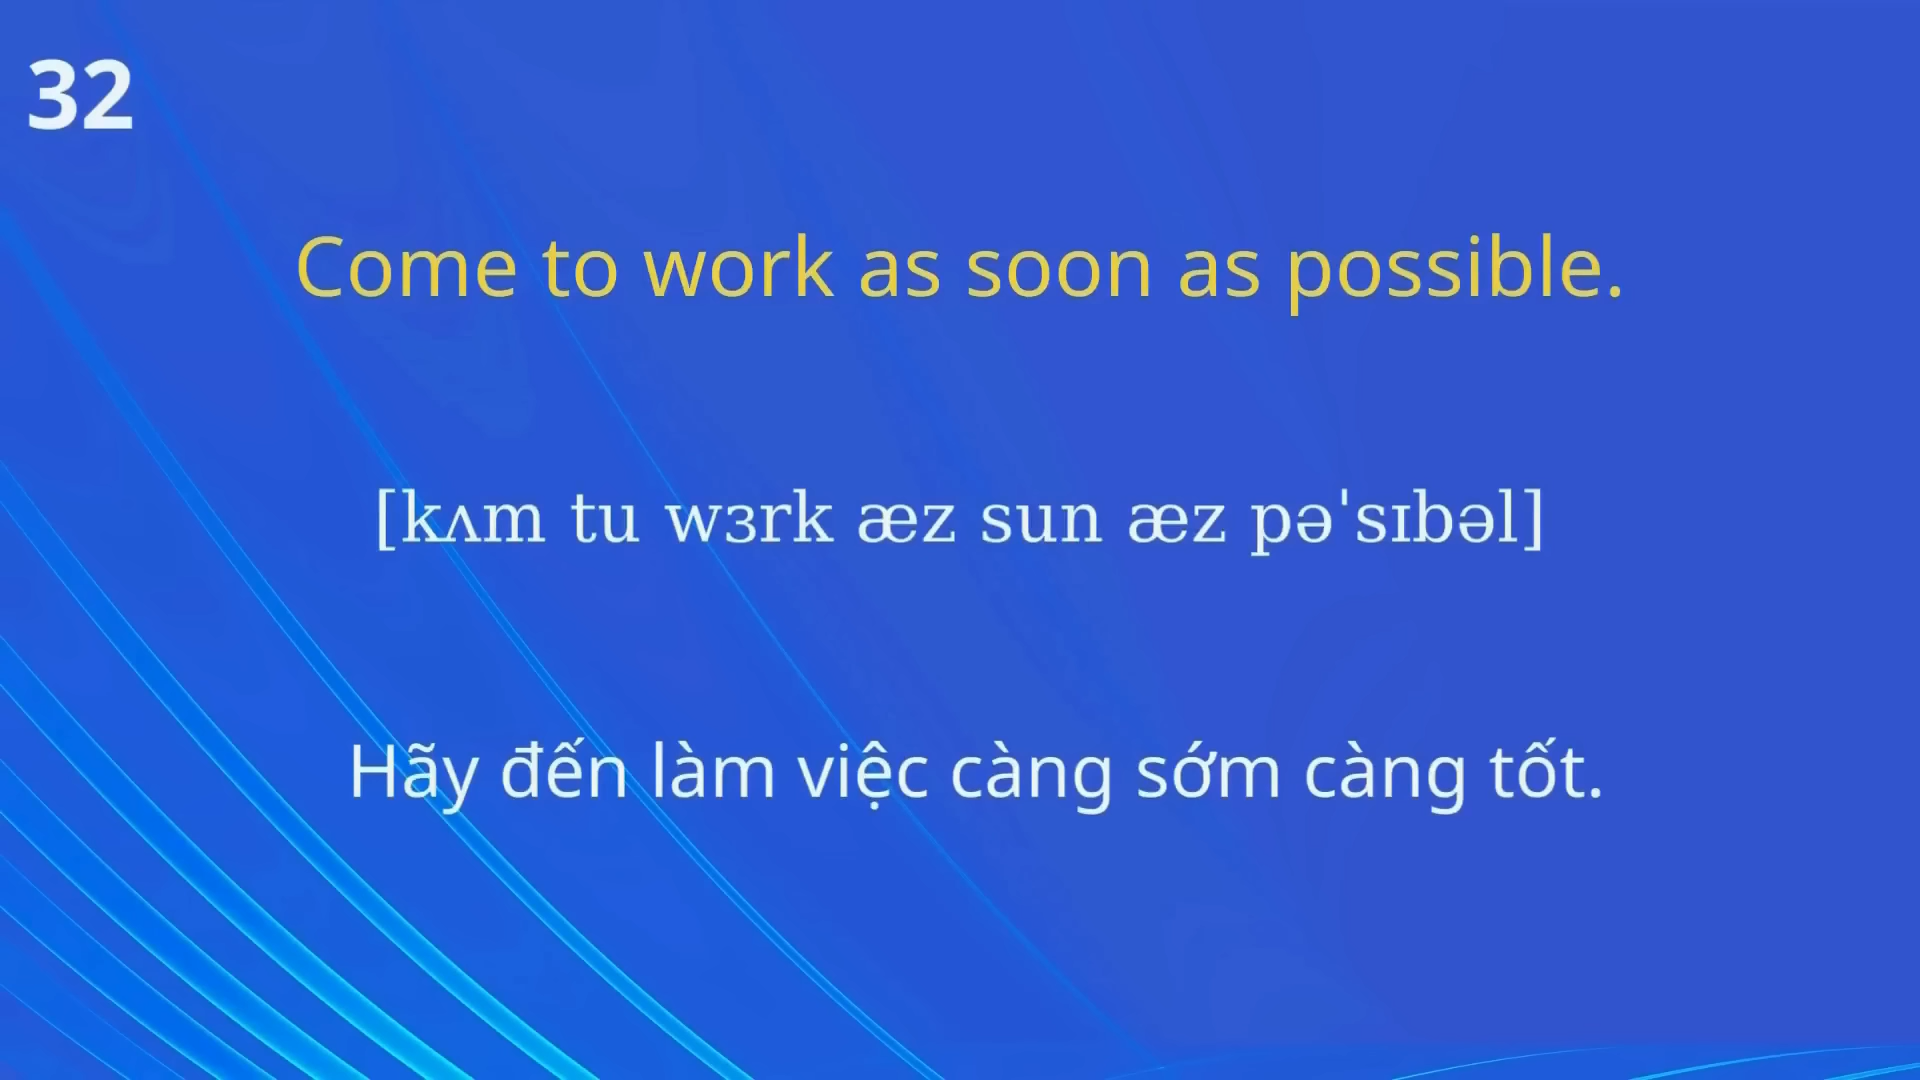 32
Come to work as soon as possible.
[kʌm tu wɜrk æz sun æz pəˈsɪbəl]
Hãy đến làm việc càng sớm càng tốt.